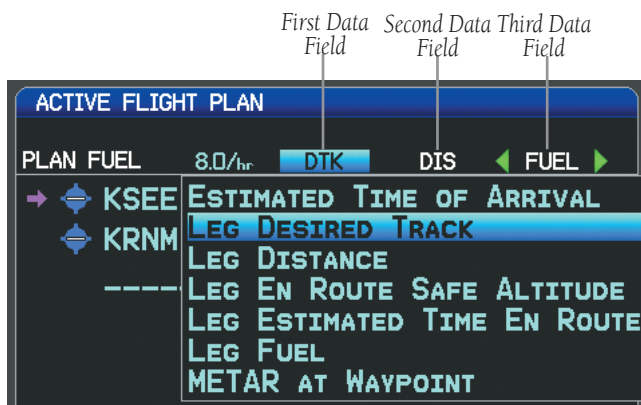 First Data Field
Second Data Field
Third Data Field
ACTIVE FLIGHT PLAN
PLAN FUEL 8.0/hr DTK DIS FUEL
KSEE
KRNM
-----
ESTIMATED TIME OF ARRIVAL
LEG DESIRED TRACK
LEG DISTANCE
LEG EN ROUTE SAFE ALTITUDE
LEG ESTIMATED TIME EN ROUTE
LEG FUEL
METAR AT WAYPOINT